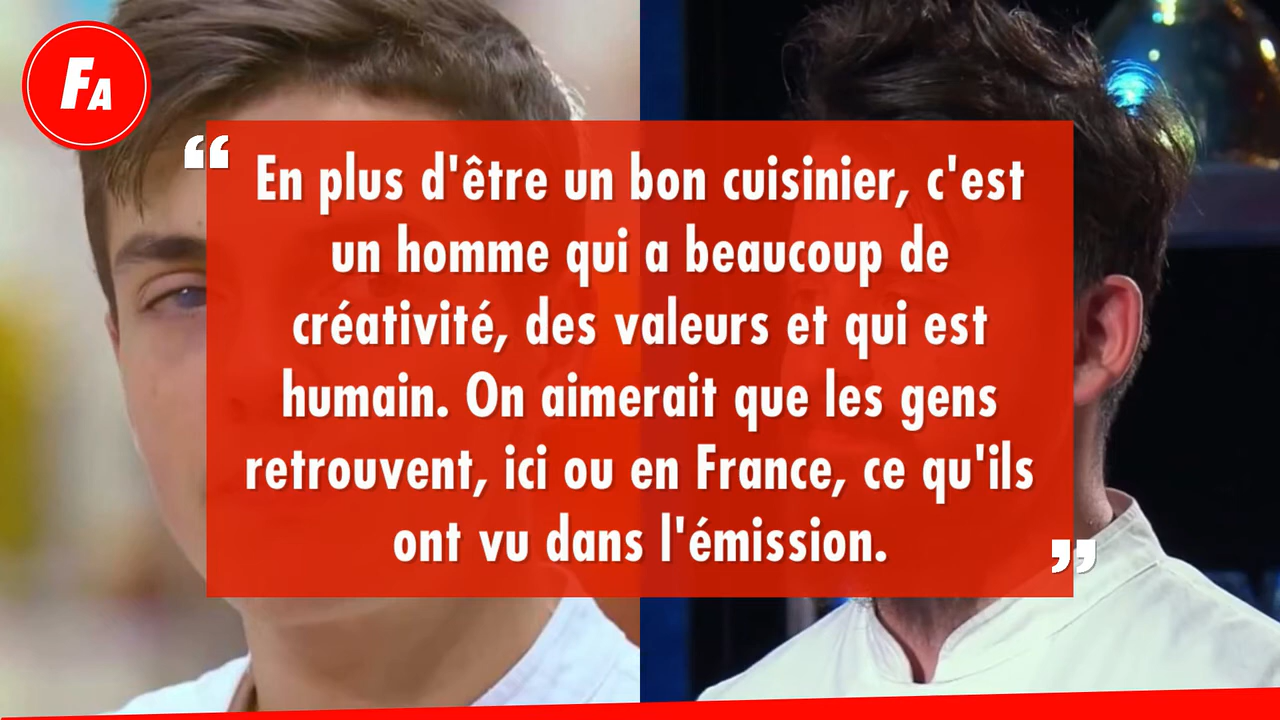 FA
“
En plus d'être un bon cuisinier, c'est
un homme qui a beaucoup de
créativité, des valeurs et qui est
humain. On aimerait que les gens
retrouvent, ici ou en France, ce qu'ils
ont vu dans l'émission.
”